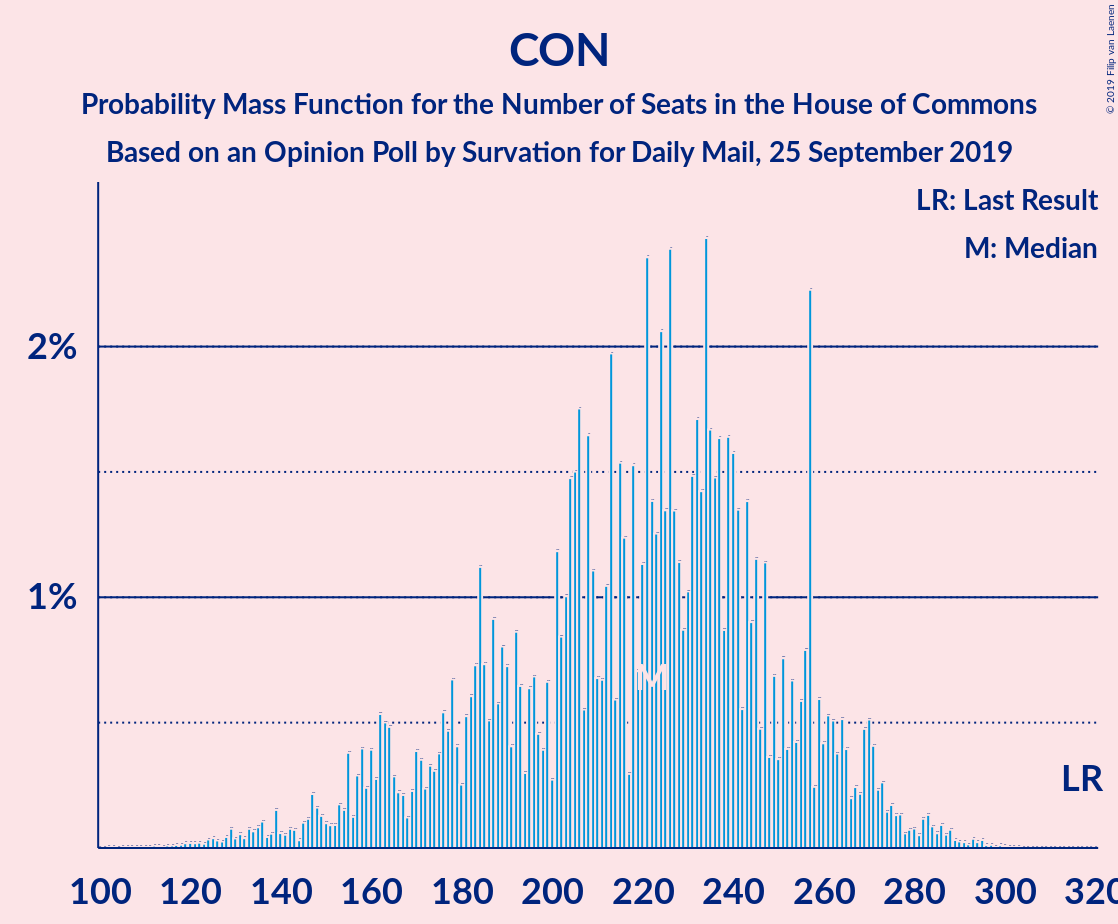 CON
Probability Mass Function for the Number of Seats in the House of Commons
Based on an Opinion Poll by Survation for Daily Mail, 25 September 2019
© 2019 Filip van Laenen
LR: Last Result
M: Median
2%
1%
M
LR
100 120 140 160 180 200 220 240 260 280 300 320